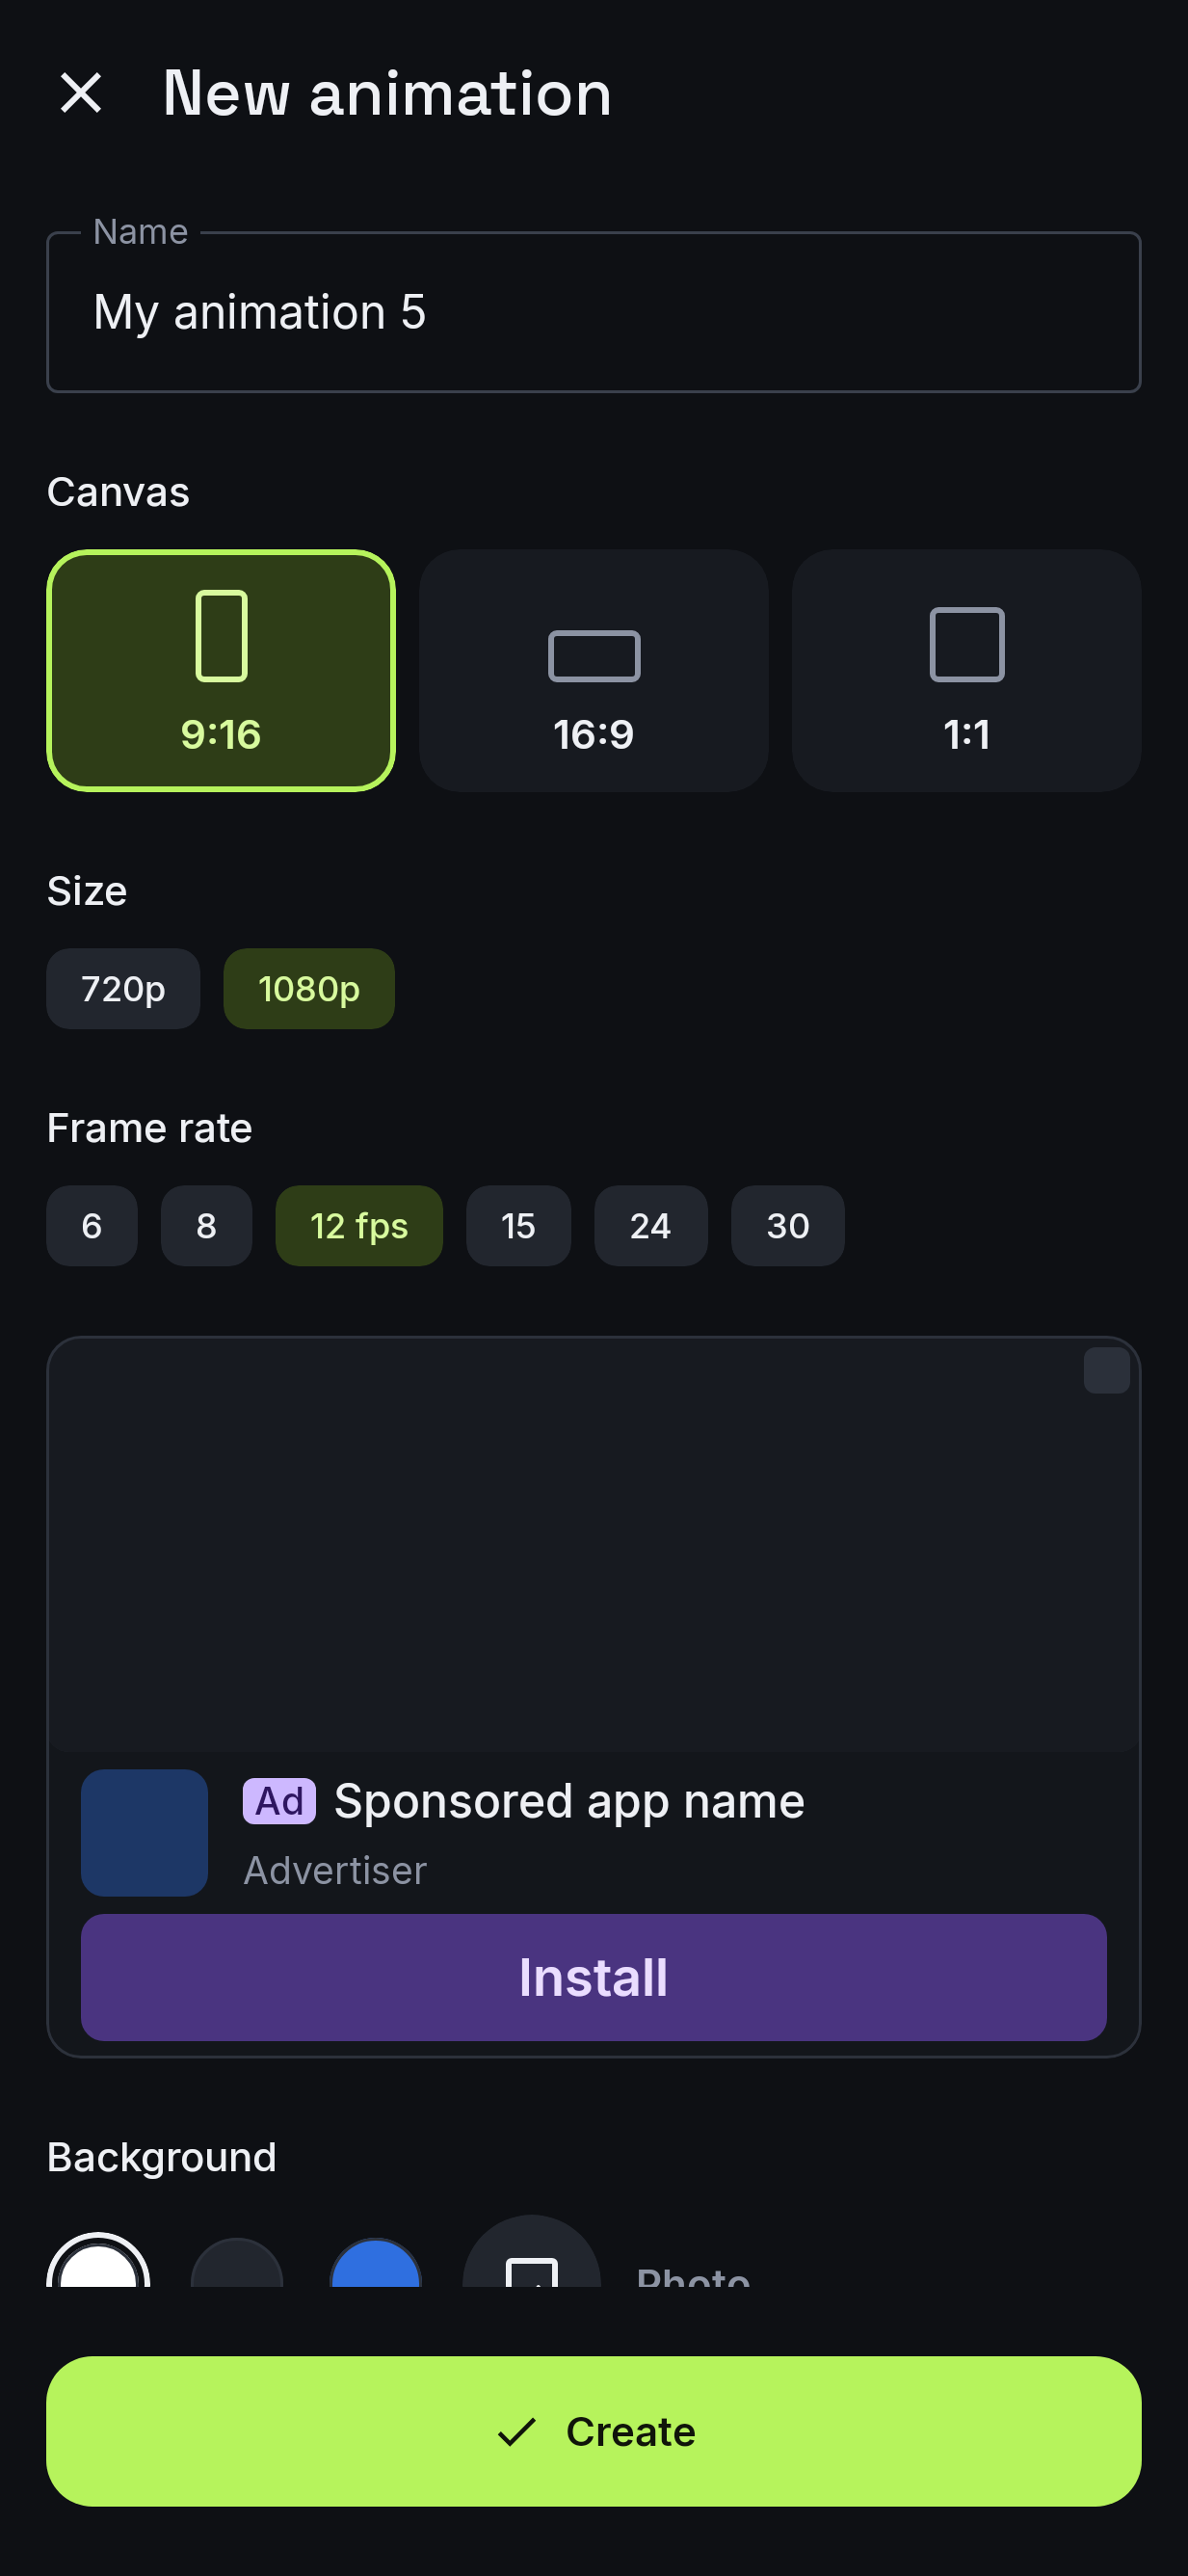 New animation
Name
My animation 5
Canvas
9:16
16:9
1:1
Size
720p
1080p
Frame rate
6
8
12 fps
15
24
30
Ad
Sponsored app name
Advertiser
Install
Background
Photo
Create